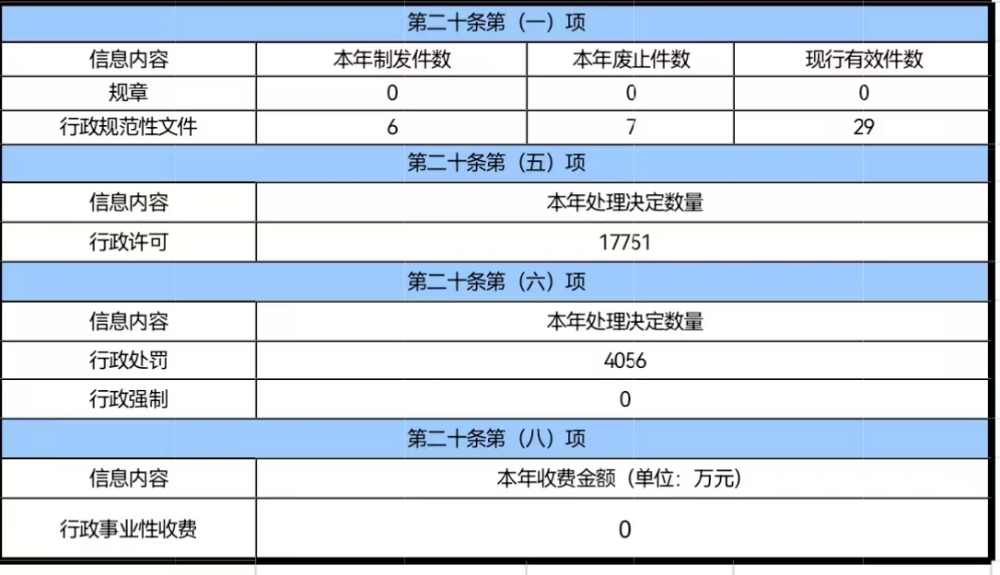 第二十条第（一）项
信息内容 本年制发件数 本年废止件数 现行有效件数
规章 0 0 0
行政规范性文件 6 7 29
第二十条第（五）项
信息内容 本年处理决定数量
行政许可 17751
第二十条第（六）项
信息内容 本年处理决定数量
行政处罚 4056
行政强制 0
第二十条第（八）项
信息内容 本年收费金额（单位：万元）
行政事业性收费 0